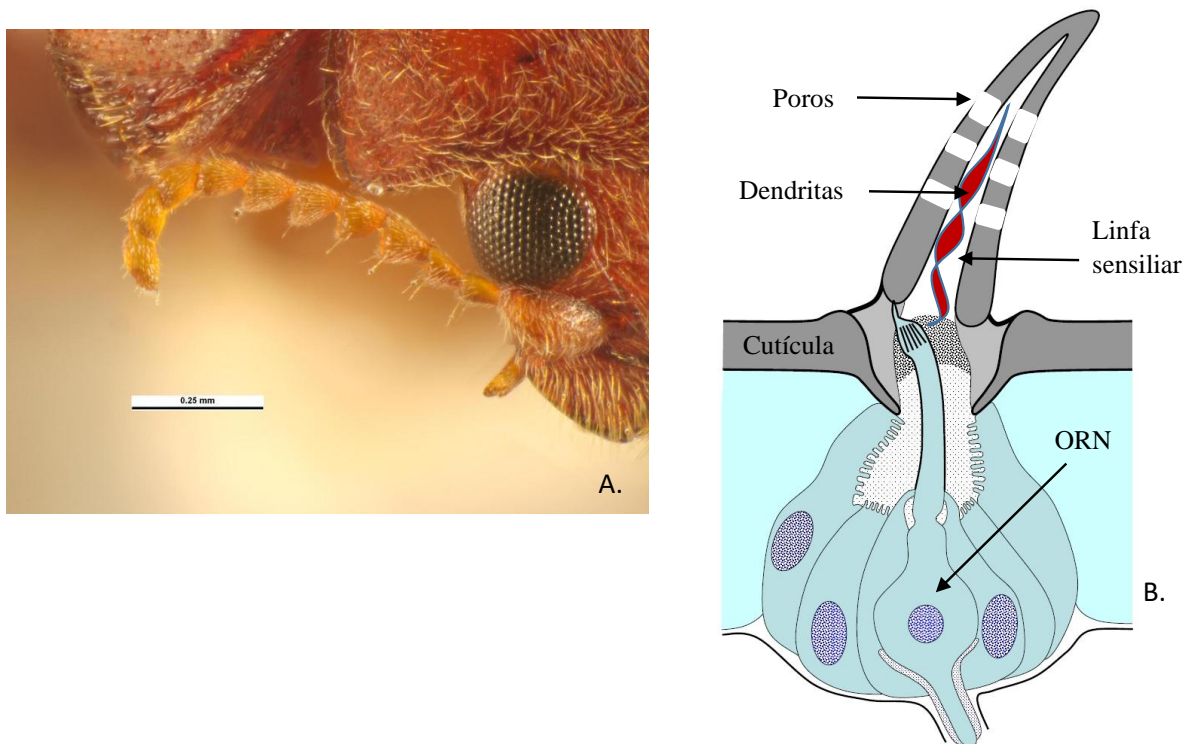 0.25 mm
A.
Poros
Dendritas
Linfa
sensiliar
Cutícula
ORN
B.